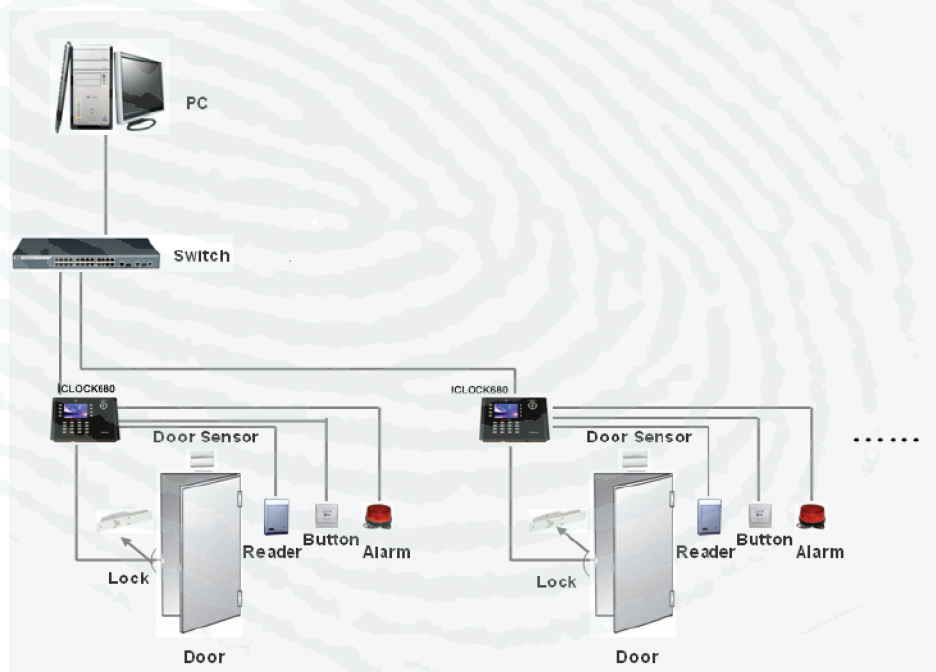 PC
Switch
ICLOCK680
ICLOCK680
Door Sensor
Door Sensor
......
Reader
Button
Alarm
Reader
Button
Alarm
Lock
Lock
Door
Door